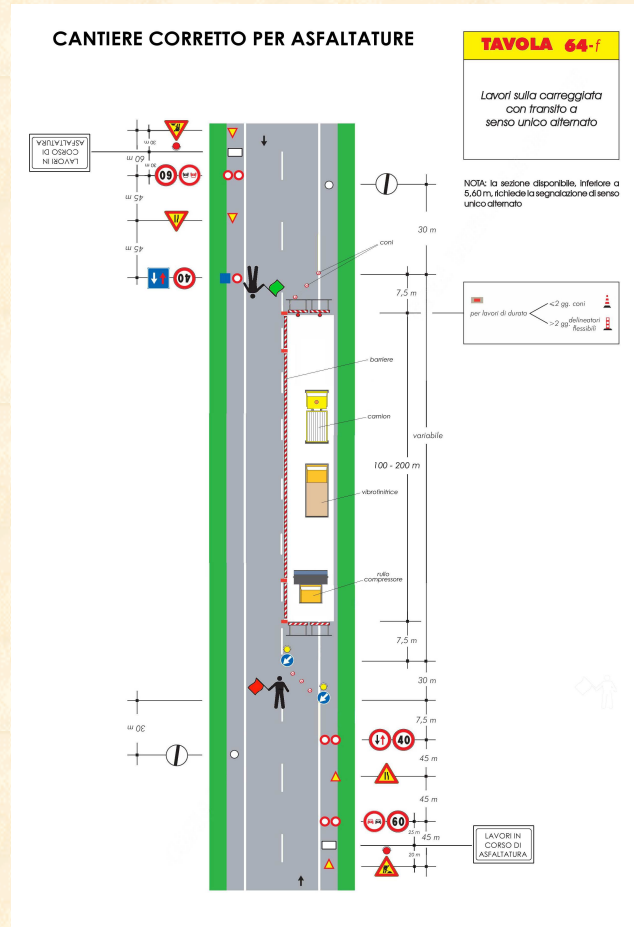 CANTIERE CORRETTO PER ASFALTATURE
TAVOLA 64-f
Lavori sulla carreggiata
con transito a
senso unico alternato
NOTA: la sezione disponibile, inferiore a
5,60 m, richiede la segnalazione di senso
unico alternato
LAVORI IN
CORSO DI
ASFALTATURA
30 m
60 m
30 m
60
45 m
45 m
40
30 m
coni
7,5 m
per lavori di durata
<2 gg. coni
>2 gg. delineatori
flessibili
barriere
camion
variabile
100 - 200 m
vibrofinitrice
rullo
compressore
7,5 m
30 m
7,5 m
30 m
40
45 m
45 m
60
25 m
45 m
20 m
LAVORI IN
CORSO DI
ASFALTATURA